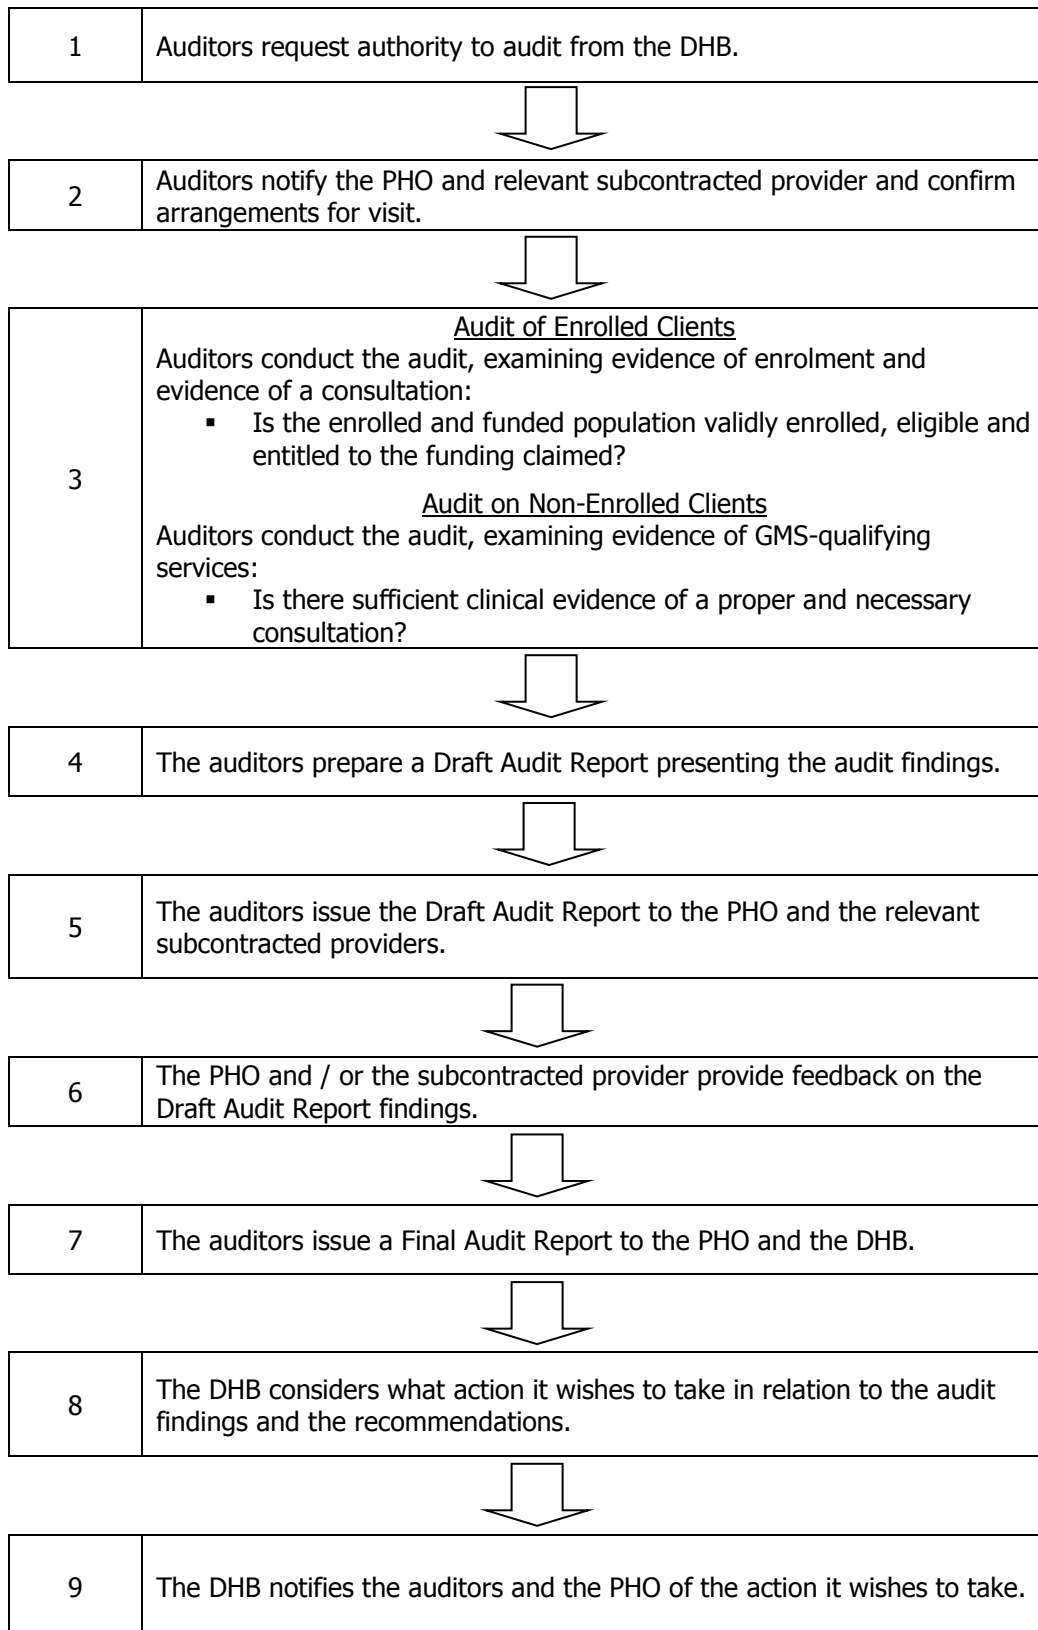 1
Auditors request authority to audit from the DHB.
2
Auditors notify the PHO and relevant subcontracted provider and confirm
arrangements for visit.
3
Audit of Enrolled Clients
Auditors conduct the audit, examining evidence of enrolment and
evidence of a consultation:
▪ Is the enrolled and funded population validly enrolled, eligible and
entitled to the funding claimed?
Audit on Non-Enrolled Clients
Auditors conduct the audit, examining evidence of GMS-qualifying
services:
▪ Is there sufficient clinical evidence of a proper and necessary
consultation?
4
The auditors prepare a Draft Audit Report presenting the audit findings.
5
The auditors issue the Draft Audit Report to the PHO and the relevant
subcontracted providers.
6
The PHO and / or the subcontracted provider provide feedback on the
Draft Audit Report findings.
7
The auditors issue a Final Audit Report to the PHO and the DHB.
8
The DHB considers what action it wishes to take in relation to the audit
findings and the recommendations.
9
The DHB notifies the auditors and the PHO of the action it wishes to take.